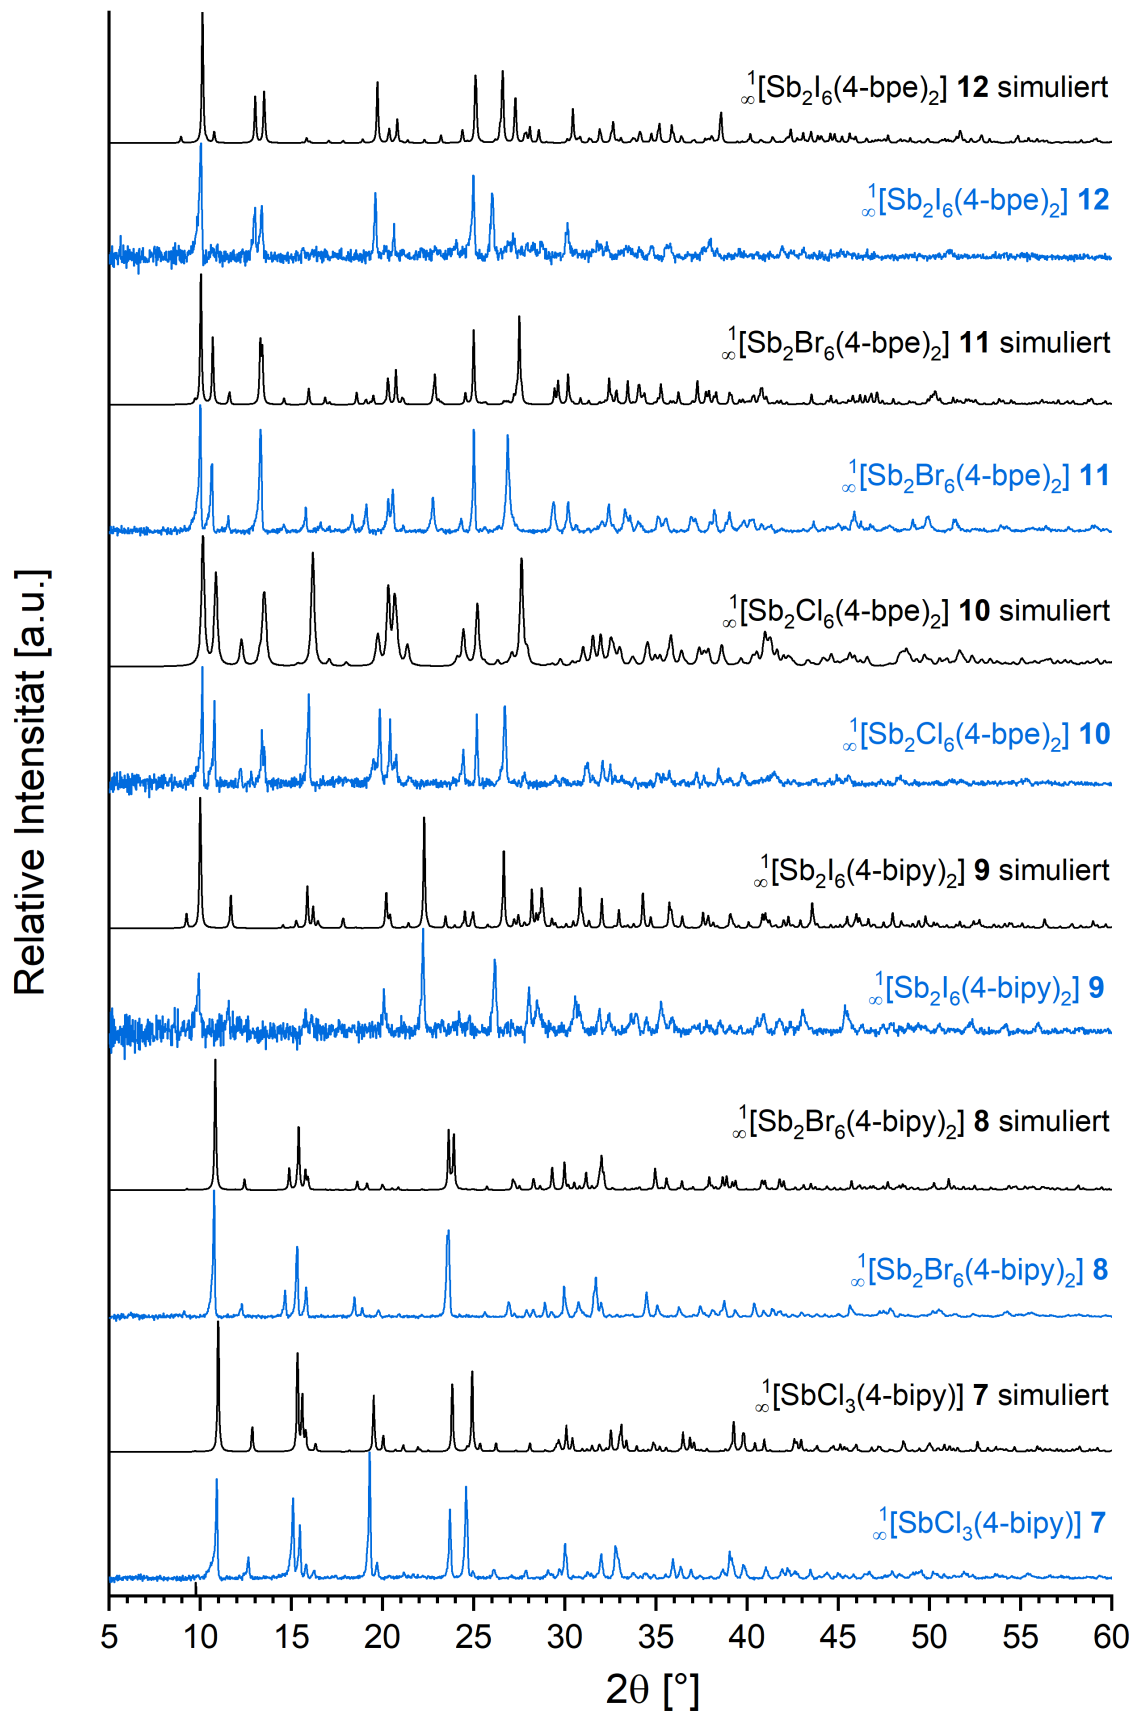 ¹∞[Sb₂I₆(4-bpe)₂] 12 simuliert
¹∞[Sb₂I₆(4-bpe)₂] 12
¹∞[Sb₂Br₆(4-bpe)₂] 11 simuliert
¹∞[Sb₂Br₆(4-bpe)₂] 11
¹∞[Sb₂Cl₆(4-bpe)₂] 10 simuliert
¹∞[Sb₂Cl₆(4-bpe)₂] 10
¹∞[Sb₂I₆(4-bipy)₂] 9 simuliert
¹∞[Sb₂I₆(4-bipy)₂] 9
¹∞[Sb₂Br₆(4-bipy)₂] 8 simuliert
¹∞[Sb₂Br₆(4-bipy)₂] 8
¹∞[SbCl₃(4-bipy)] 7 simuliert
¹∞[SbCl₃(4-bipy)] 7
Relative Intensität [a.u.]
5 10 15 20 25 30 35 40 45 50 55 60
2θ [°]